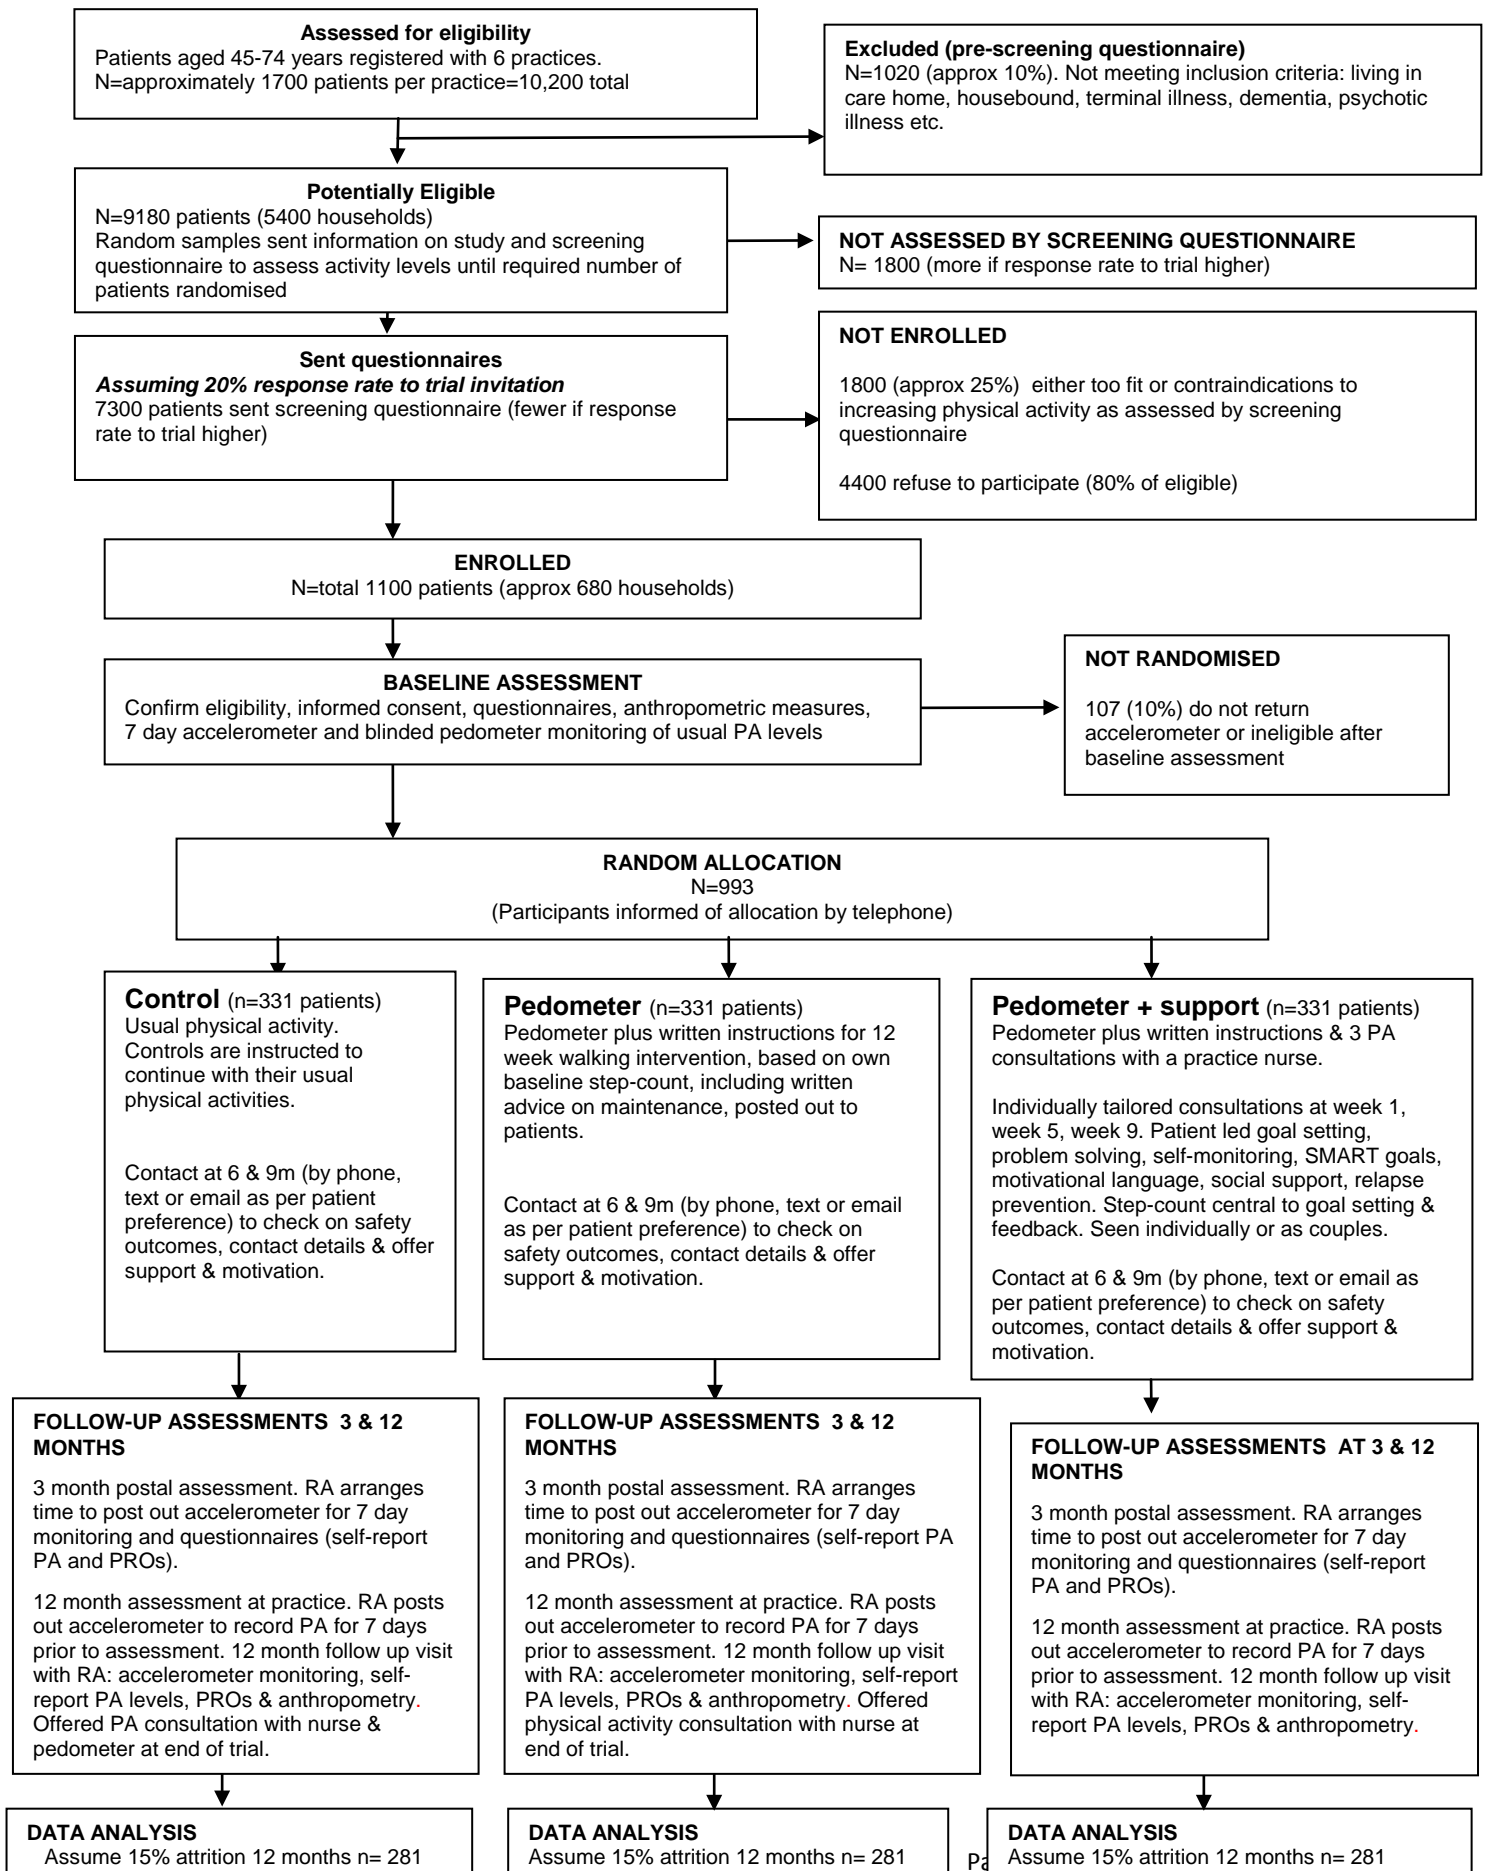 Assessed for eligibility
Patients aged 45-74 years registered with 6 practices.
N=approximately 1700 patients per practice=10,200 total
Excluded (pre-screening questionnaire)
N=1020 (approx 10%). Not meeting inclusion criteria: living in
care home, housebound, terminal illness, dementia, psychotic
illness etc.
Potentially Eligible
N=9180 patients (5400 households)
Random samples sent information on study and screening
questionnaire to assess activity levels until required number of
patients randomised
NOT ASSESSED BY SCREENING QUESTIONNAIRE
N= 1800 (more if response rate to trial higher)
Sent questionnaires
Assuming 20% response rate to trial invitation
7300 patients sent screening questionnaire (fewer if response
rate to trial higher)
NOT ENROLLED
1800 (approx 25%) either too fit or contraindications to
increasing physical activity as assessed by screening
questionnaire
4400 refuse to participate (80% of eligible)
ENROLLED
N=total 1100 patients (approx 680 households)
BASELINE ASSESSMENT
Confirm eligibility, informed consent, questionnaires, anthropometric measures,
7 day accelerometer and blinded pedometer monitoring of usual PA levels
NOT RANDOMISED
107 (10%) do not return
accelerometer or ineligible after
baseline assessment
RANDOM ALLOCATION
N=993
(Participants informed of allocation by telephone)
Control (n=331 patients)
Usual physical activity.
Controls are instructed to
continue with their usual
physical activities.
Contact at 6 & 9m (by phone,
text or email as per patient
preference) to check on safety
outcomes, contact details & offer
support & motivation.
Pedometer (n=331 patients)
Pedometer plus written instructions for 12
week walking intervention, based on own
baseline step-count, including written
advice on maintenance, posted out to
patients.
Contact at 6 & 9m (by phone, text or email
as per patient preference) to check on
safety outcomes, contact details & offer
support & motivation.
Pedometer + support (n=331 patients)
Pedometer plus written instructions & 3 PA
consultations with a practice nurse.
Individually tailored consultations at week 1,
week 5, week 9. Patient led goal setting,
problem solving, self-monitoring, SMART goals,
motivational language, social support, relapse
prevention. Step-count central to goal setting &
feedback. Seen individually or as couples.
Contact at 6 & 9m (by phone, text or email as
per patient preference) to check on safety
outcomes, contact details & offer support &
motivation.
FOLLOW-UP ASSESSMENTS 3 & 12
MONTHS
3 month postal assessment. RA arranges
time to post out accelerometer for 7 day
monitoring and questionnaires (self-report
PA and PROs).
12 month assessment at practice. RA posts
out accelerometer to record PA for 7 days
prior to assessment. 12 month follow up visit
with RA: accelerometer monitoring, self-
report PA levels, PROs & anthropometry.
Offered PA consultation with nurse &
pedometer at end of trial.
FOLLOW-UP ASSESSMENTS 3 & 12
MONTHS
3 month postal assessment. RA arranges
time to post out accelerometer for 7 day
monitoring and questionnaires (self-report PA
and PROs).
12 month assessment at practice. RA posts
out accelerometer to record PA for 7 days
prior to assessment. 12 month follow up visit
with RA: accelerometer monitoring, self-report
PA levels, PROs & anthropometry. Offered
physical activity consultation with nurse at
end of trial.
FOLLOW-UP ASSESSMENTS AT 3 & 12
MONTHS
3 month postal assessment. RA arranges
time to post out accelerometer for 7 day
monitoring and questionnaires (self-report
PA and PROs).
12 month assessment at practice. RA posts
out accelerometer to record PA for 7 days
prior to assessment. 12 month follow up visit
with RA: accelerometer monitoring, self-
report PA levels, PROs & anthropometry.
DATA ANALYSIS
Assume 15% attrition 12 months n= 281
DATA ANALYSIS
Assume 15% attrition 12 months n= 281
DATA ANALYSIS
Assume 15% attrition 12 months n= 281